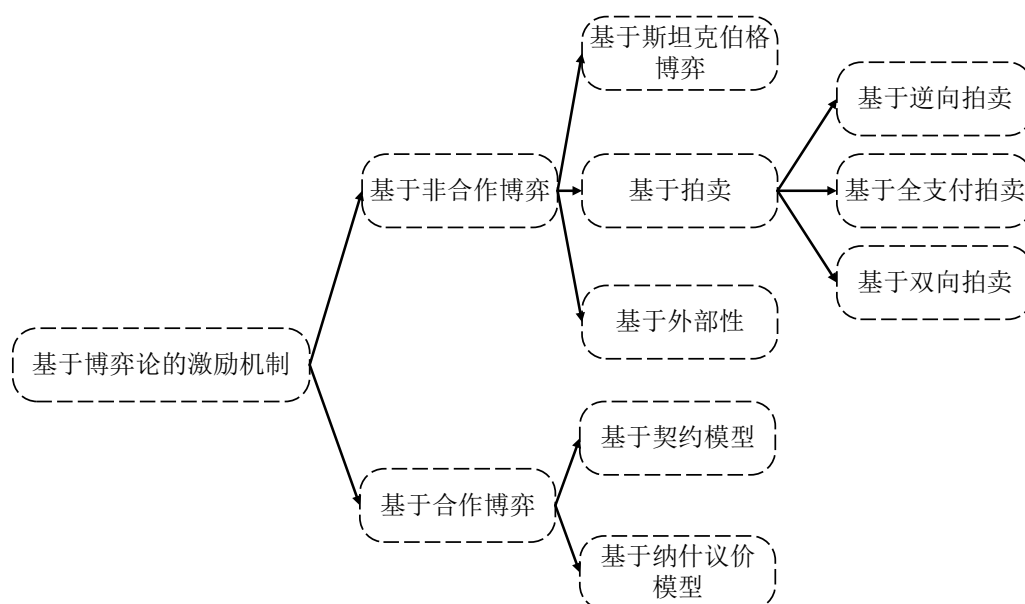 基于斯坦克伯格
博弈
基于逆向拍卖
基于非合作博弈
基于拍卖
基于全支付拍卖
基于双向拍卖
基于外部性
基于博弈论的激励机制
基于契约模型
基于合作博弈
基于纳什议价
模型